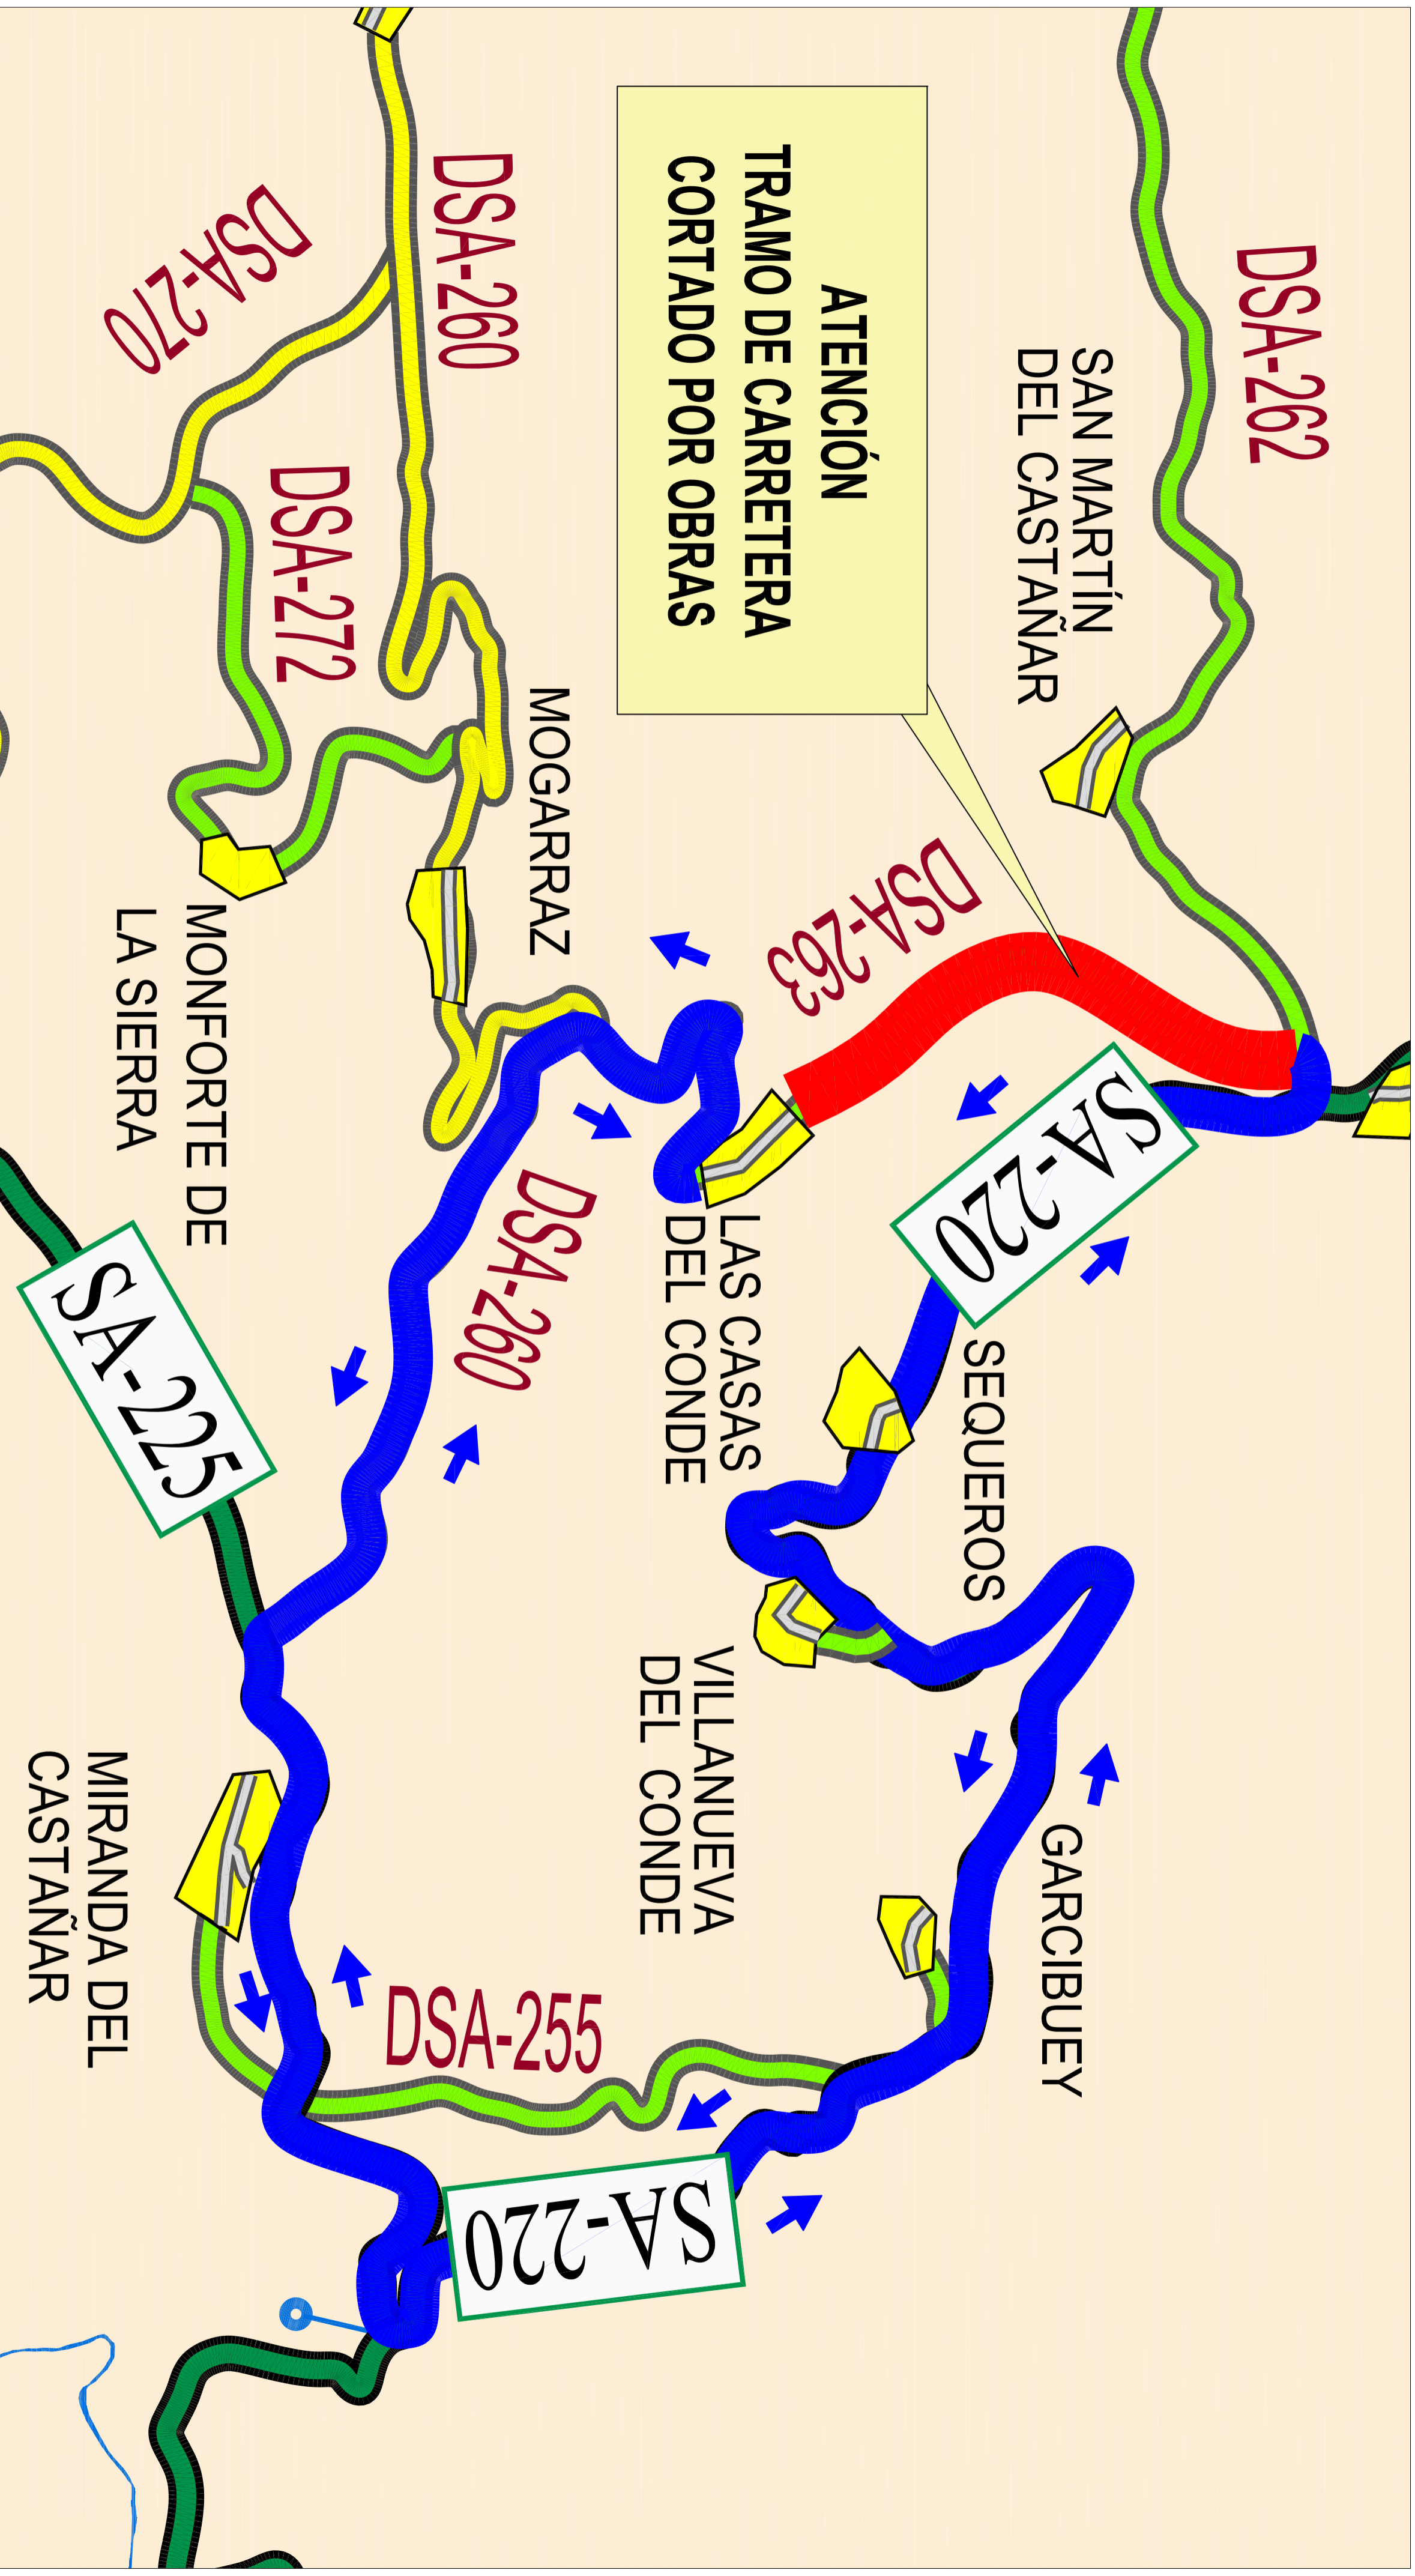 DSA-262
SAN MARTÍN
DEL CASTAÑAR
ATENCIÓN
TRAMO DE CARRETERA
CORTADO POR OBRAS
DSA-260
DSA-270
DSA-272
MOGARRAZ
DSA-263
MONFORTE DE
LA SIERRA
SA-220
SEQUEROS
LAS CASAS
DEL CONDE
DSA-260
SA-225
VILLANUEVA
DEL CONDE
GARCIBUEY
MIRANDA DEL
CASTAÑAR
DSA-255
SA-220